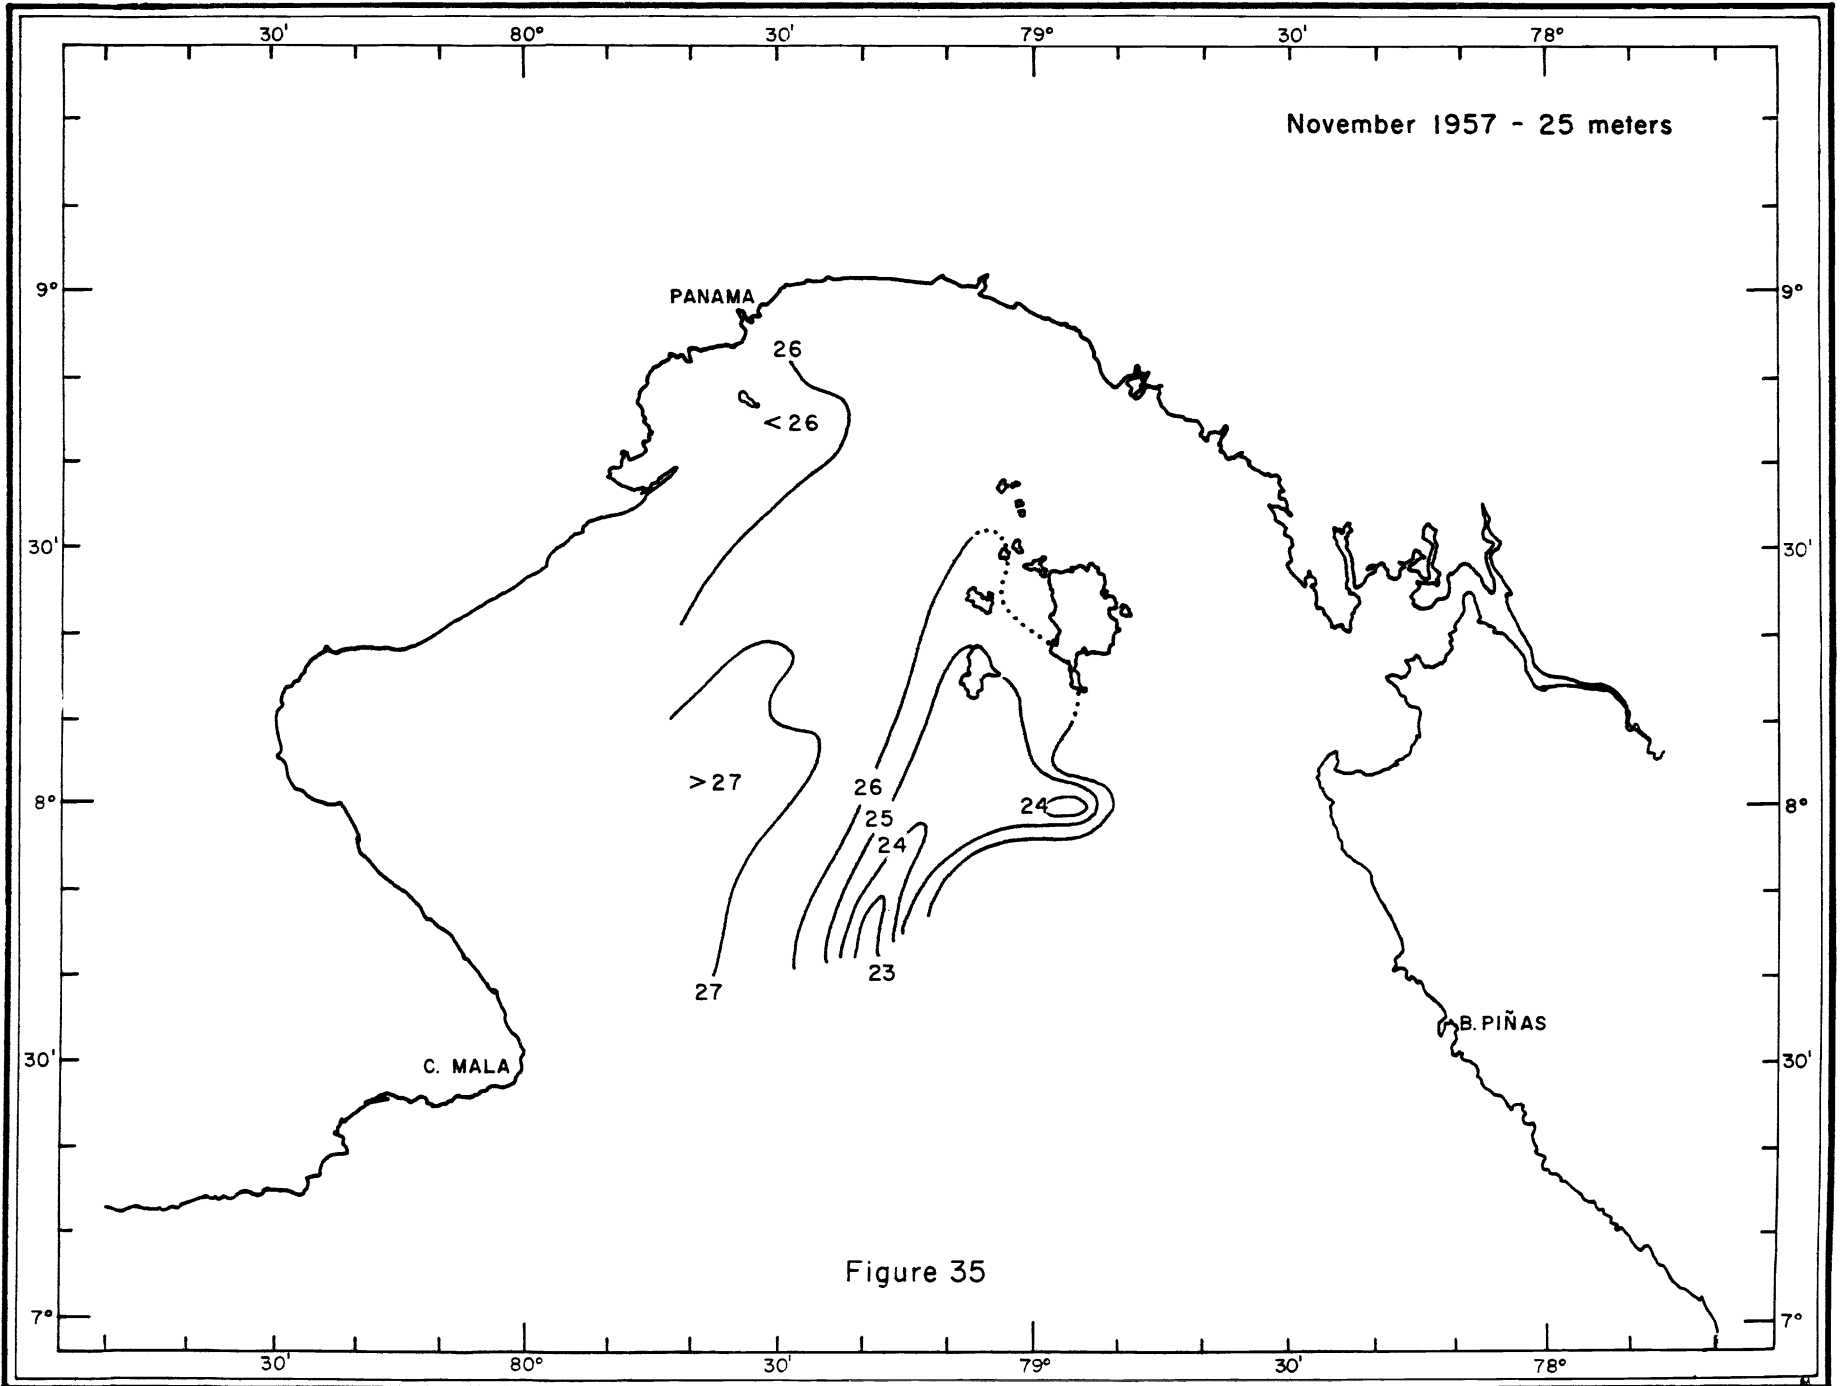 30' 80° 30' 79° 30' 78°
November 1957 - 25 meters
9° 9°
PANAMA
26
< 26
30' 30'
> 27
26
24
8° 8°
25
24
23
27
B. PIÑAS
30' 30'
C. MALA
Figure 35
7° 7°
30' 80° 30' 79° 30' 78°